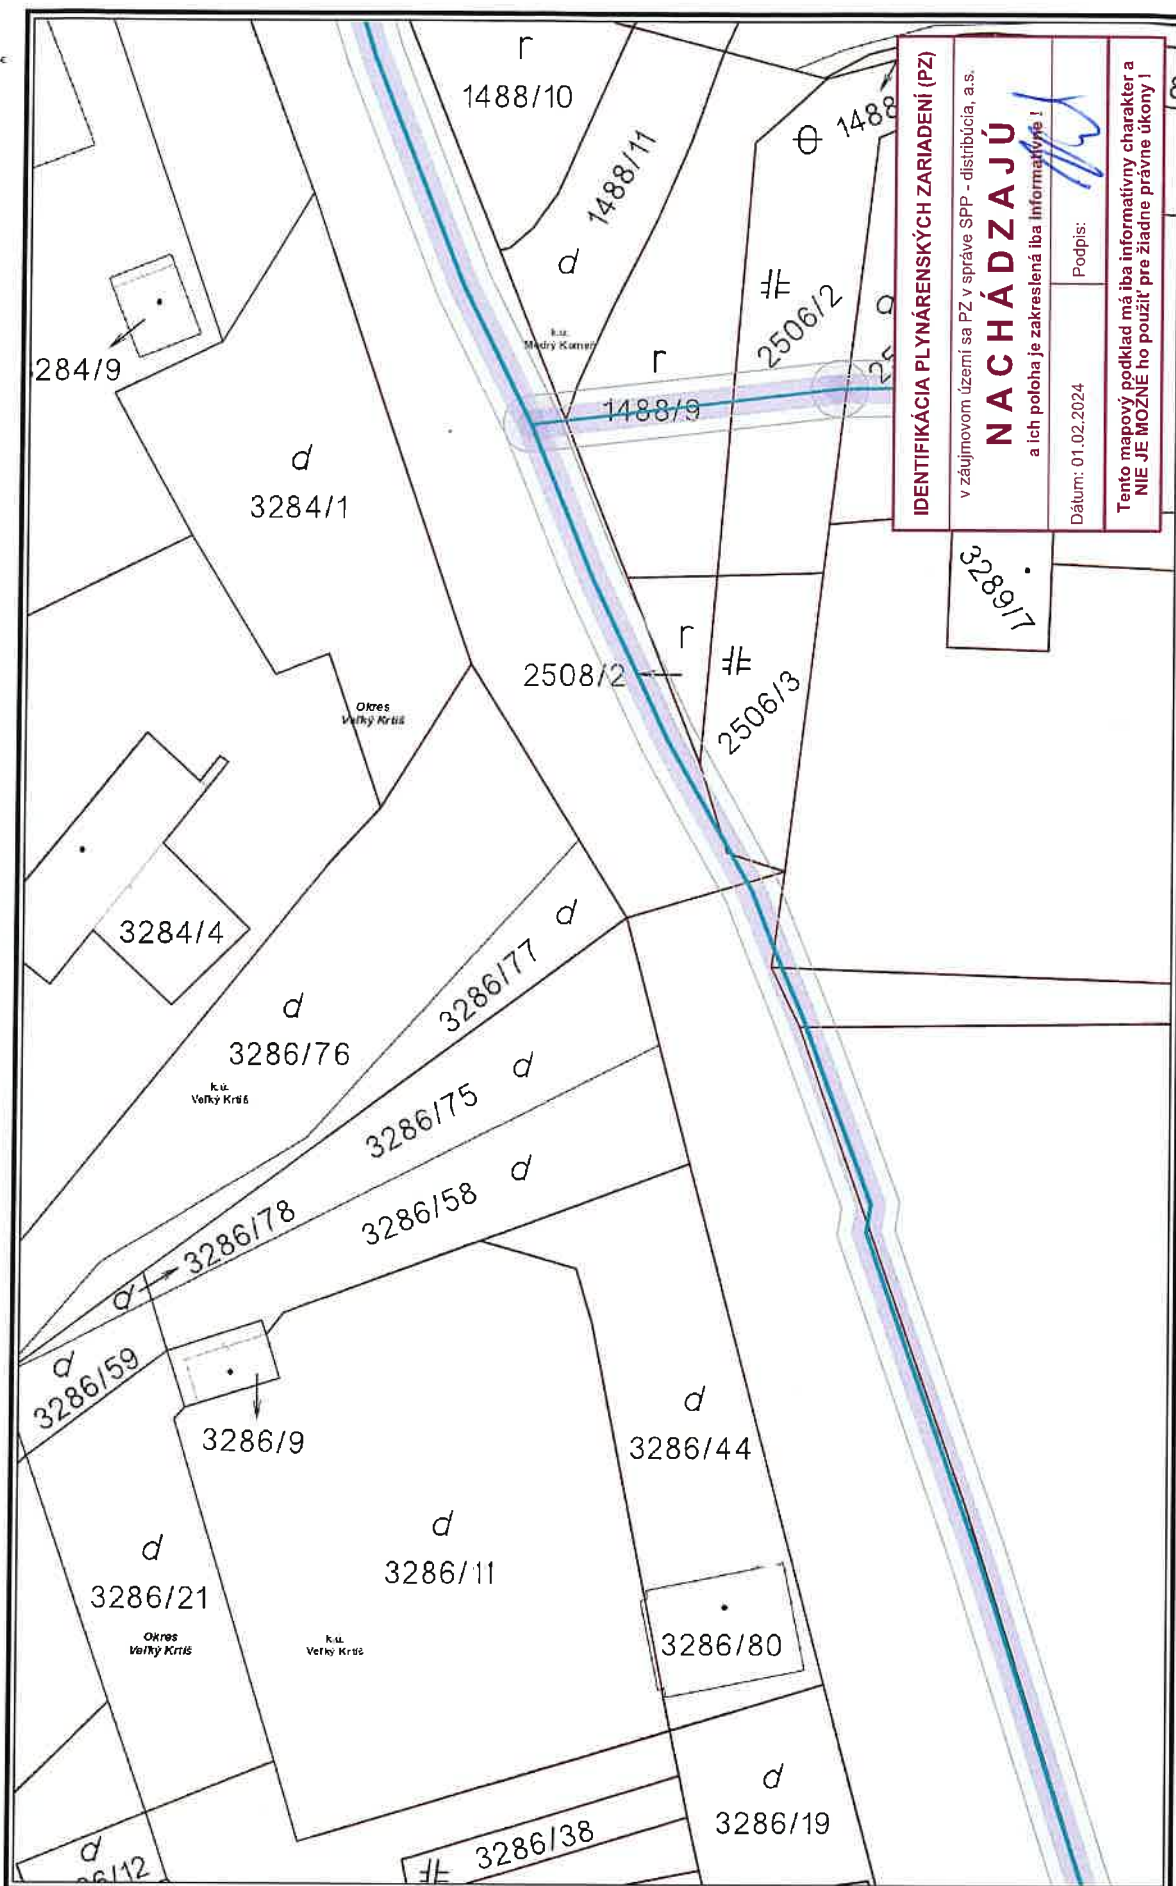 r
1488/10
1488/11
d
1488
#
2506/2
d
284/9
k.ú.
Modrý Kameň
r
1488/9
d
3284/1
r
2508/2
#
2506/3
3289/7
Okres
Veľký Krtíš
3284/4
d
3286/77
d
3286/76
k.ú.
Veľký Krtíš
d
3286/75
d
3286/58
3286/78
d
d
3286/59
3286/9
d
3286/44
d
3286/11
d
3286/21
Okres
Veľký Krtíš
k.ú.
Veľký Krtíš
3286/80
d
3286/19
3286/38
#
d
6/12
IDENTIFIKÁCIA PLYNÁRENSKÝCH ZARIADENÍ (PZ)
v záujmovom území sa PZ v správe SPP - distribúcia, a.s.
NACHÁDZAJÚ
a ich poloha je zakreslená iba informatívne !
Dátum: 01.02.2024
Podpis:
Tento mapový podklad má iba informatívny charakter a
NIE JE MOŽNÉ ho použiť pre žiadne právne úkony !